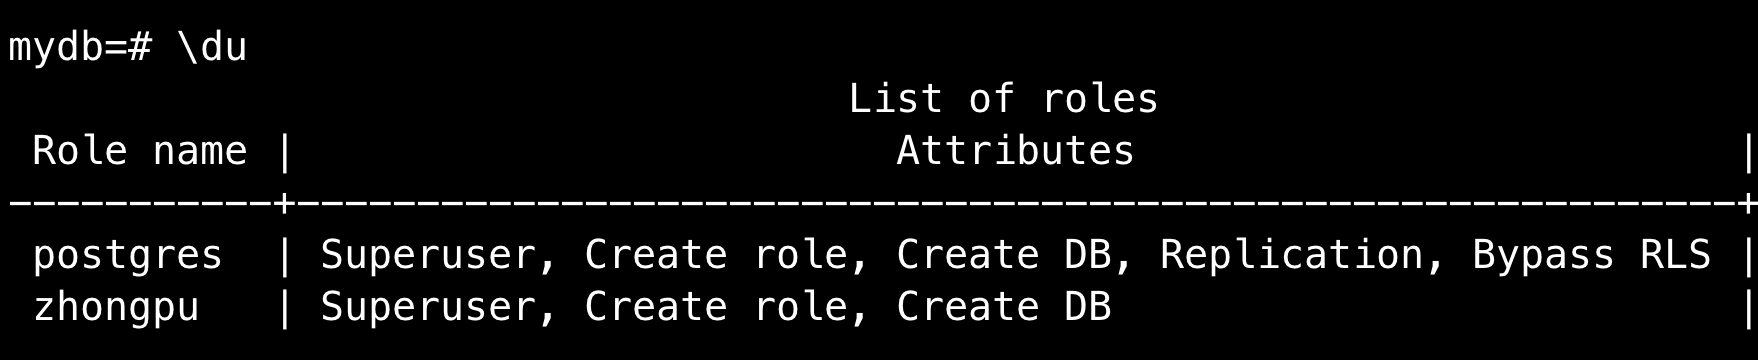 mydb=# \du
List of roles
Role name | Attributes |
-----------+------------------------------------------------------------+
postgres | Superuser, Create role, Create DB, Replication, Bypass RLS |
zhongpu | Superuser, Create role, Create DB |